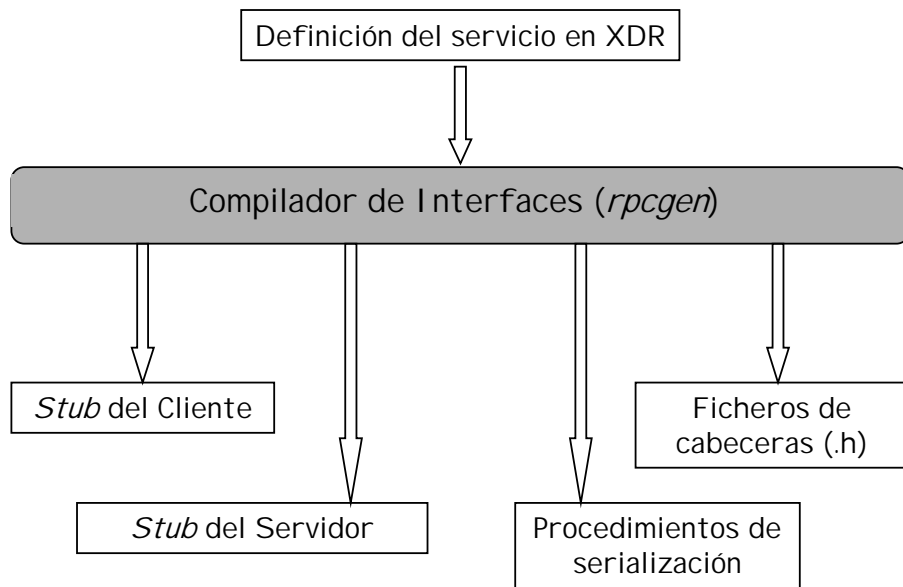 Definición del servicio en XDR
Compilador de Interfaces (rpcgen)
Stub del Cliente
Ficheros de
cabeceras (.h)
Stub del Servidor
Procedimientos de
serialización